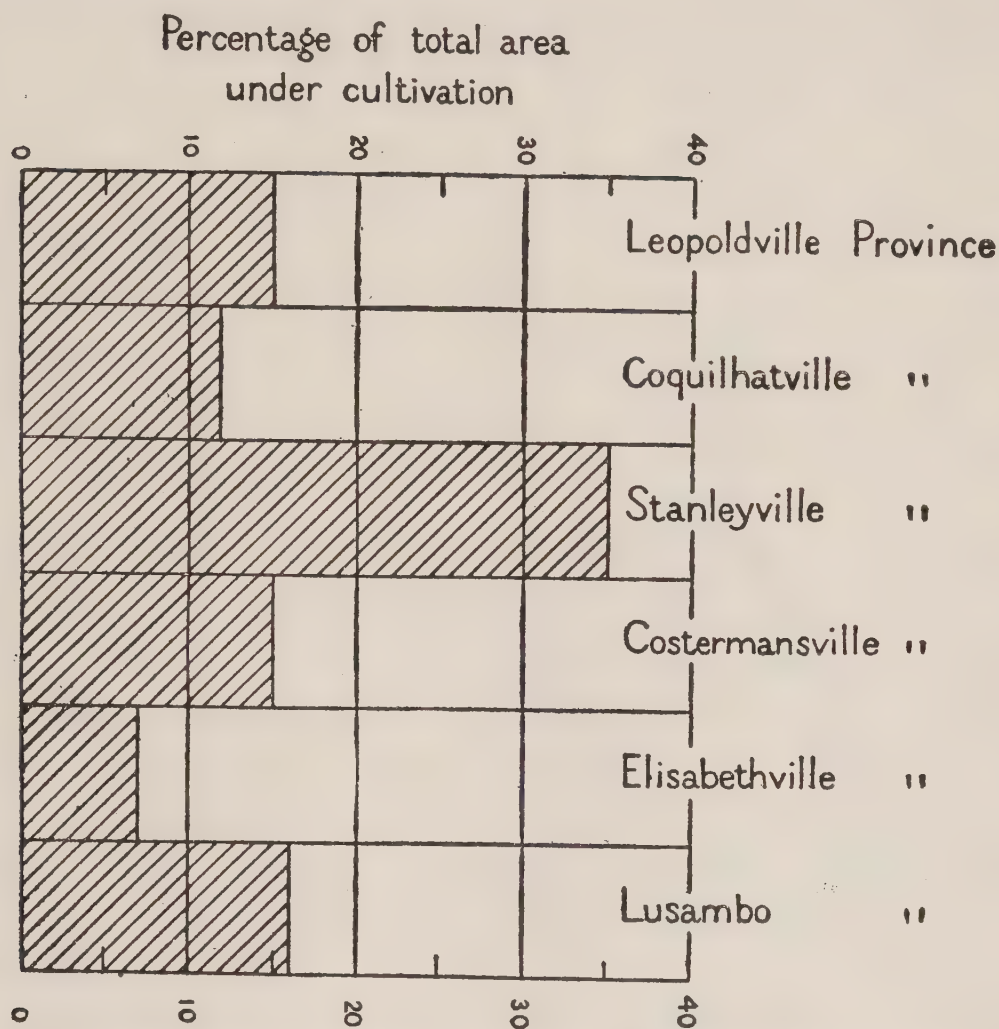 Percentage of total area
under cultivation
0 10 20 30 40
Leopoldville Province
Coquilhatville "
Stanleyville "
Costermansville "
Elisabethville "
Lusambo "
0 10 20 30 40